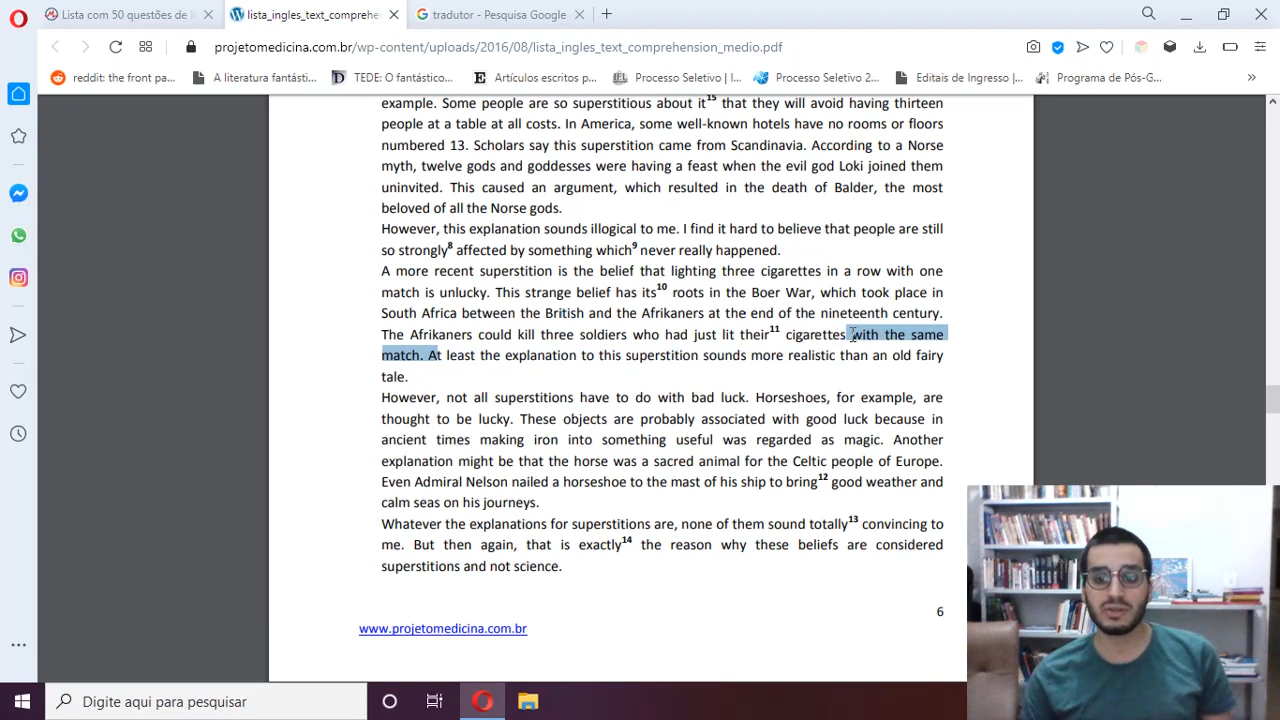 Lista com 50 questões de I
lista_ingles_text_comprehe
tradutor - Pesquisa Google
projetomedicina.com.br/wp-content/uploads/2016/08/lista_ingles_text_comprehension_medio.pdf
reddit: the front pa...
A literatura fantásti...
TEDE: O fantástico...
Artículos escritos p...
Processo Seletivo | I...
Processo Seletivo 2...
Editais de Ingresso |...
Programa de Pós-G...
example. Some people are so superstitious about it15 that they will avoid having thirteen
people at a table at all costs. In America, some well-known hotels have no rooms or floors
numbered 13. Scholars say this superstition came from Scandinavia. According to a Norse
myth, twelve gods and goddesses were having a feast when the evil god Loki joined them
uninvited. This caused an argument, which resulted in the death of Balder, the most
beloved of all the Norse gods.
However, this explanation sounds illogical to me. I find it hard to believe that people are still
so strongly8 affected by something which9 never really happened.
A more recent superstition is the belief that lighting three cigarettes in a row with one
match is unlucky. This strange belief has its10 roots in the Boer War, which took place in
South Africa between the British and the Afrikaners at the end of the nineteenth century.
The Afrikaners could kill three soldiers who had just lit their11 cigarettes with the same
match. At least the explanation to this superstition sounds more realistic than an old fairy
tale.
However, not all superstitions have to do with bad luck. Horseshoes, for example, are
thought to be lucky. These objects are probably associated with good luck because in
ancient times making iron into something useful was regarded as magic. Another
explanation might be that the horse was a sacred animal for the Celtic people of Europe.
Even Admiral Nelson nailed a horseshoe to the mast of his ship to bring12 good weather and
calm seas on his journeys.
Whatever the explanations for superstitions are, none of them sound totally13 convincing to
me. But then again, that is exactly14 the reason why these beliefs are considered
superstitions and not science.
6
www.projetomedicina.com.br
Digite aqui para pesquisar